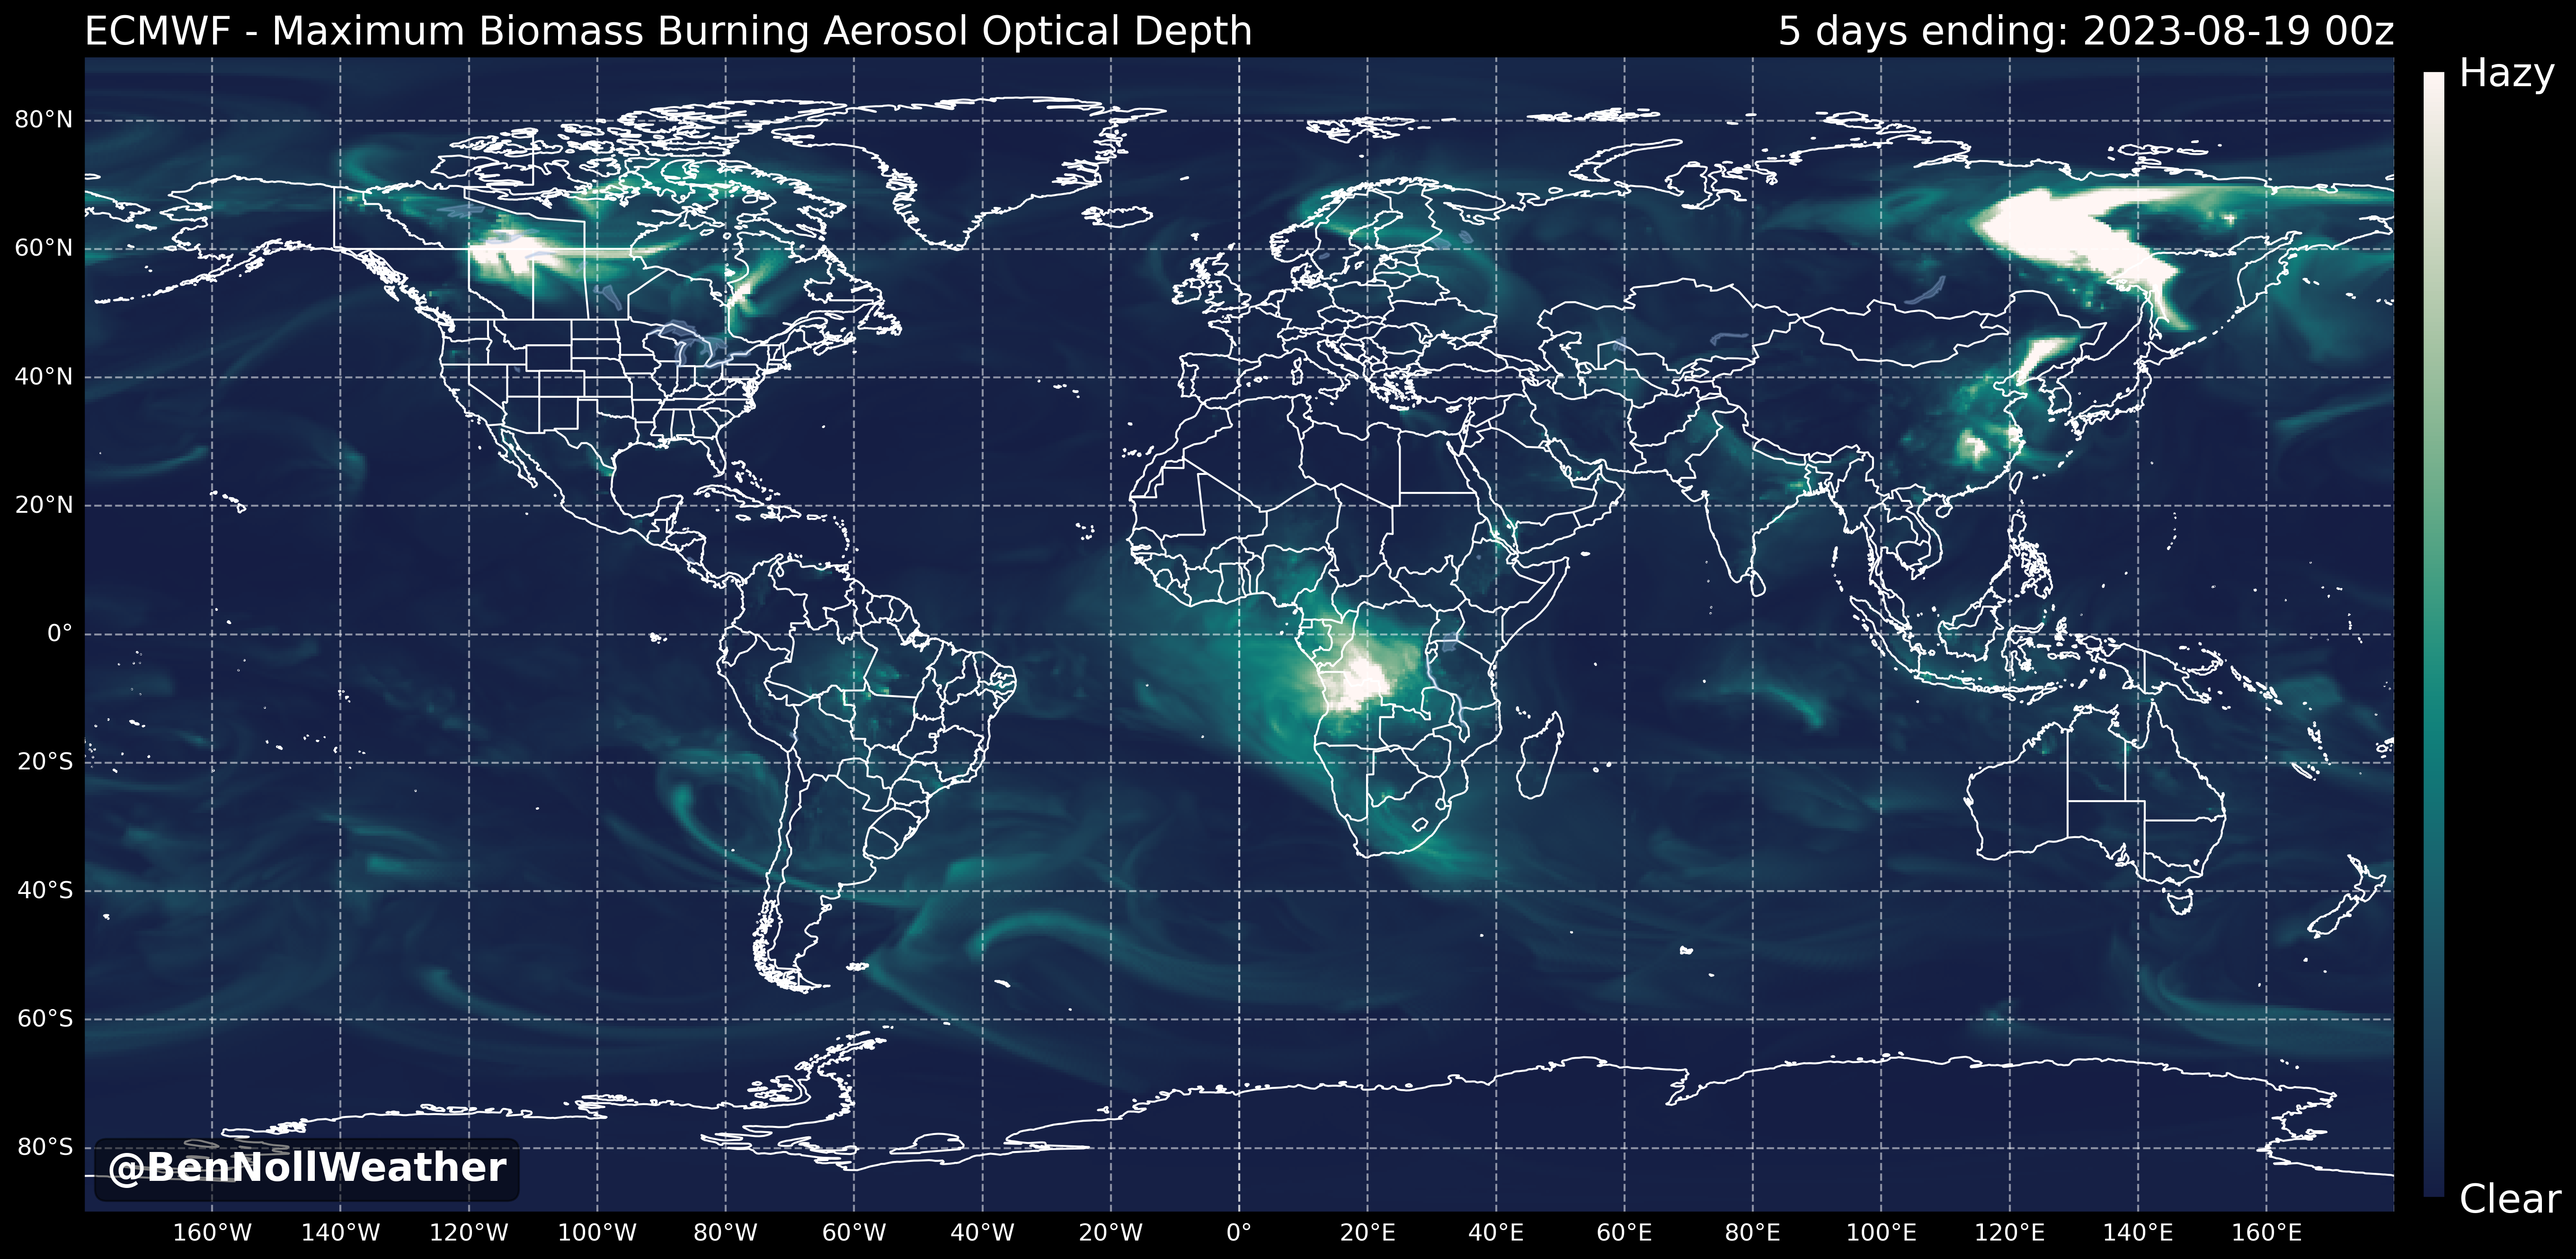 ECMWF - Maximum Biomass Burning Aerosol Optical Depth
5 days ending: 2023-08-19 00z
Hazy
80°N
60°N
40°N
20°N
0°
20°S
40°S
60°S
80°S
@BenNollWeather
Clear
160°W 140°W 120°W 100°W 80°W 60°W 40°W 20°W 0° 20°E 40°E 60°E 80°E 100°E 120°E 140°E 160°E